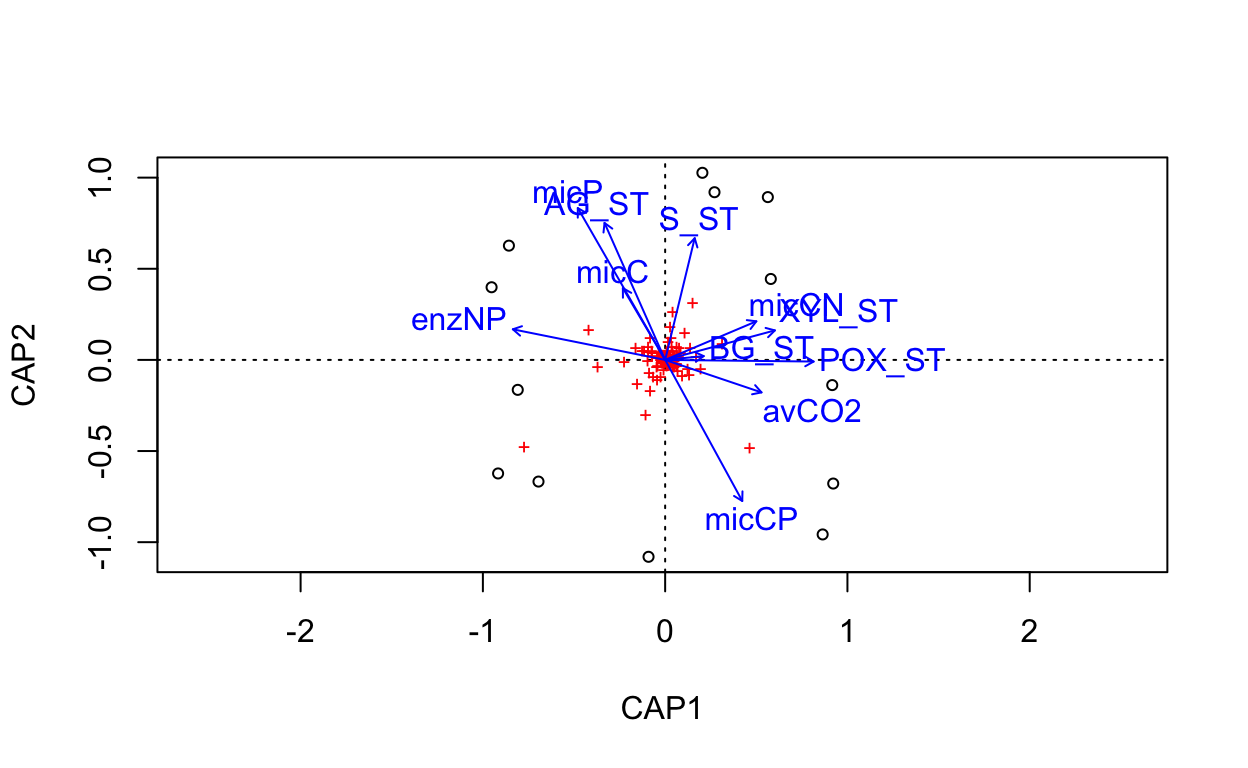 1.0
micP
AG_ST
S_ST
0.5
micC
micCN
XYL_ST
enzNP
BG_ST
0.0
POX_ST
CAP2
avCO2
-0.5
micCP
-1.0
-2 -1 0 1 2
CAP1